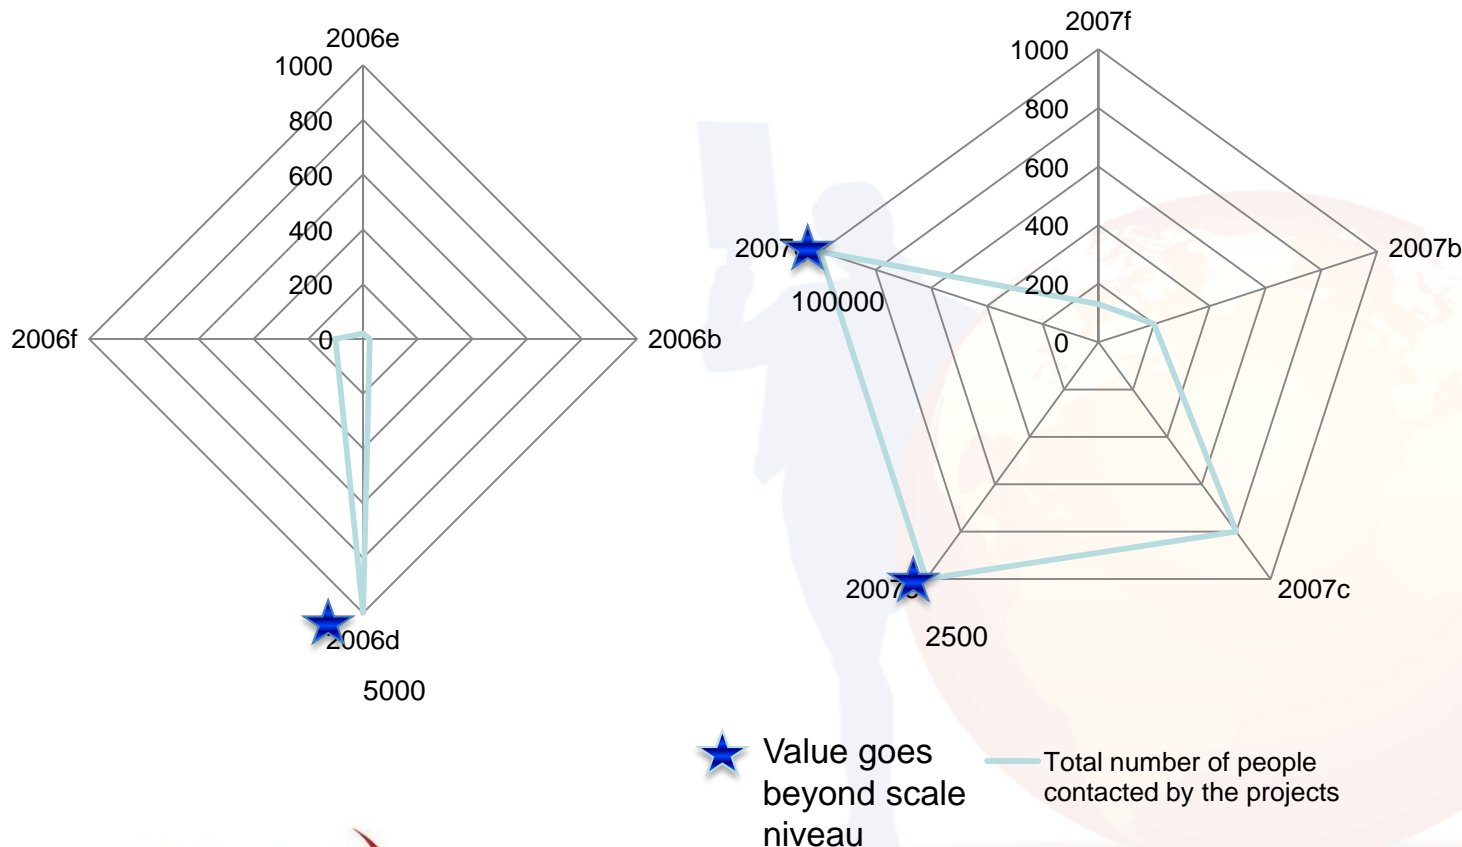 2006e
1000
800
600
400
200
0
2006f
2006b
2006d
5000
2007f
1000
800
600
400
200
0
2007b
100000
2007c
2500
Value goes
beyond scale
niveau
Total number of people
contacted by the projects